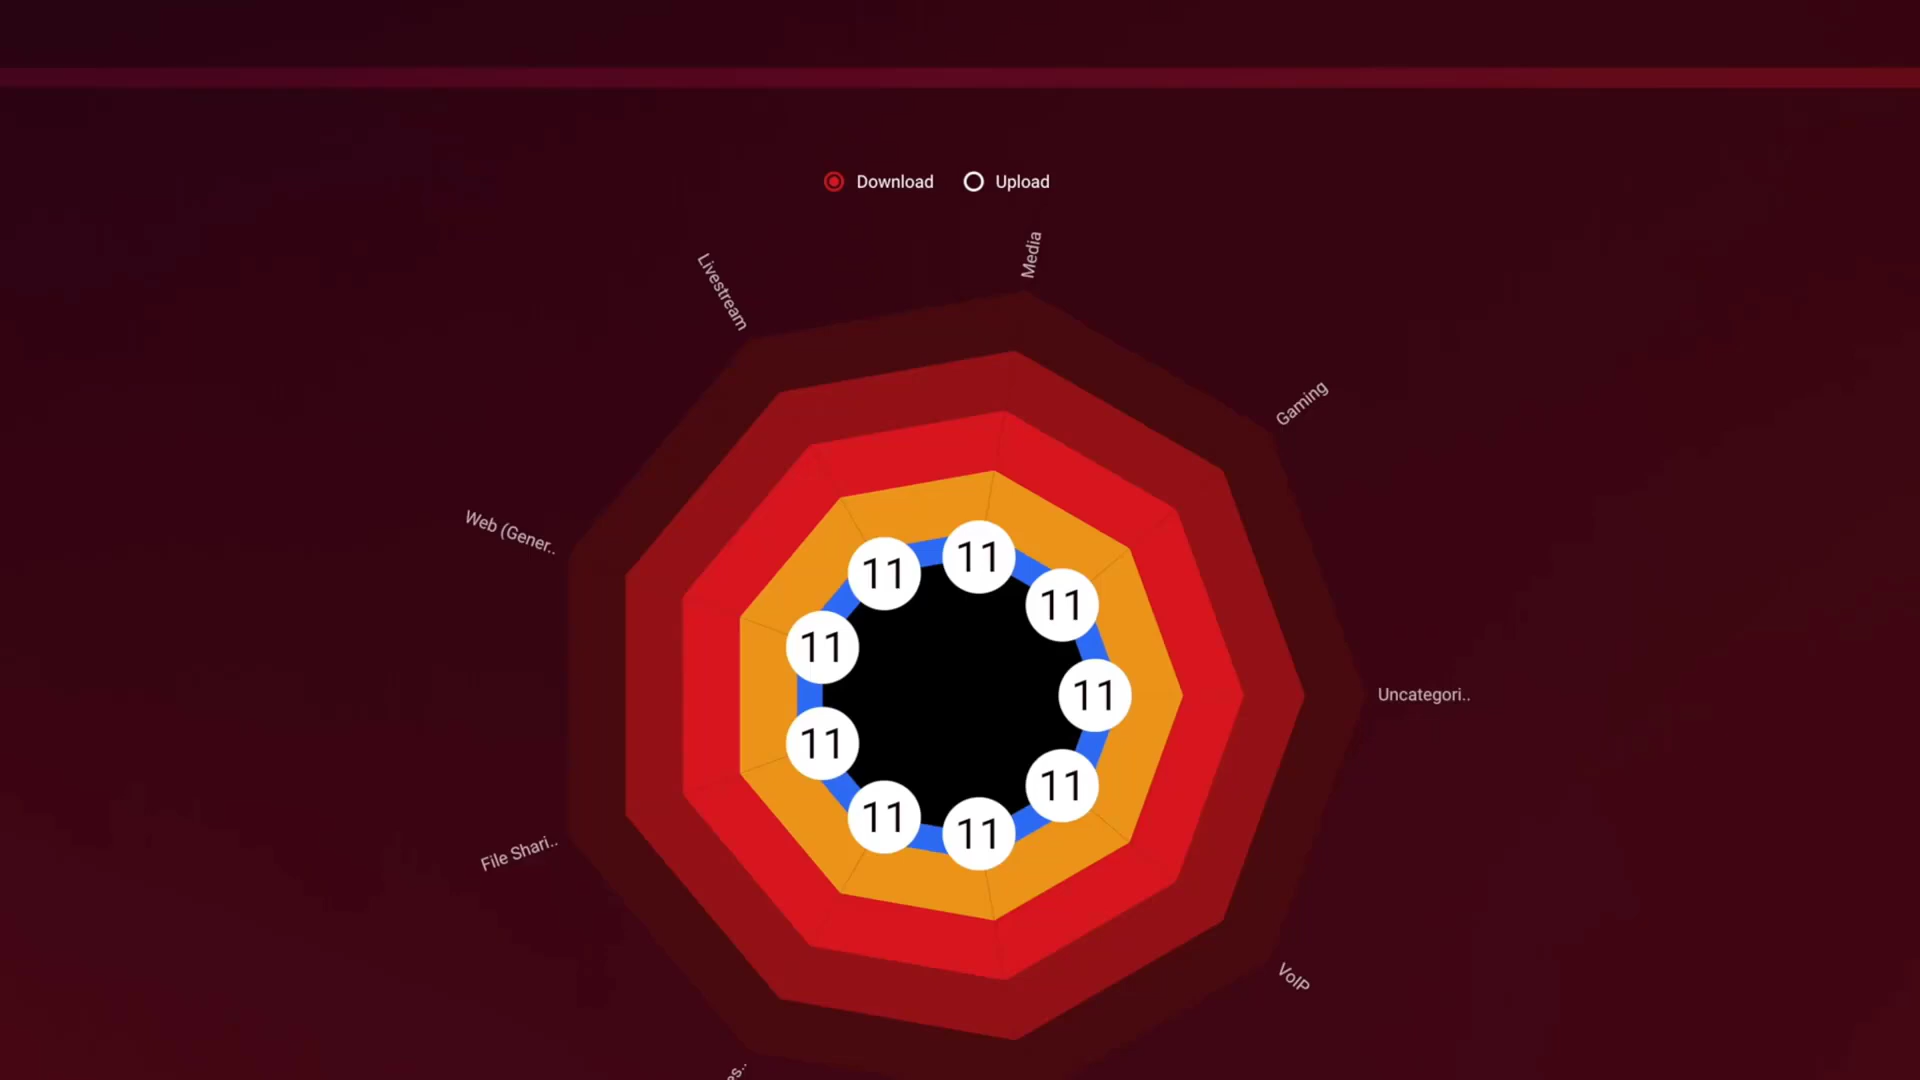 Download
Upload
Media
Livestream
Gaming
Web (Gener..
Uncategori..
File Shari..
VoIP
11
11
11
11
11
11
11
11
11